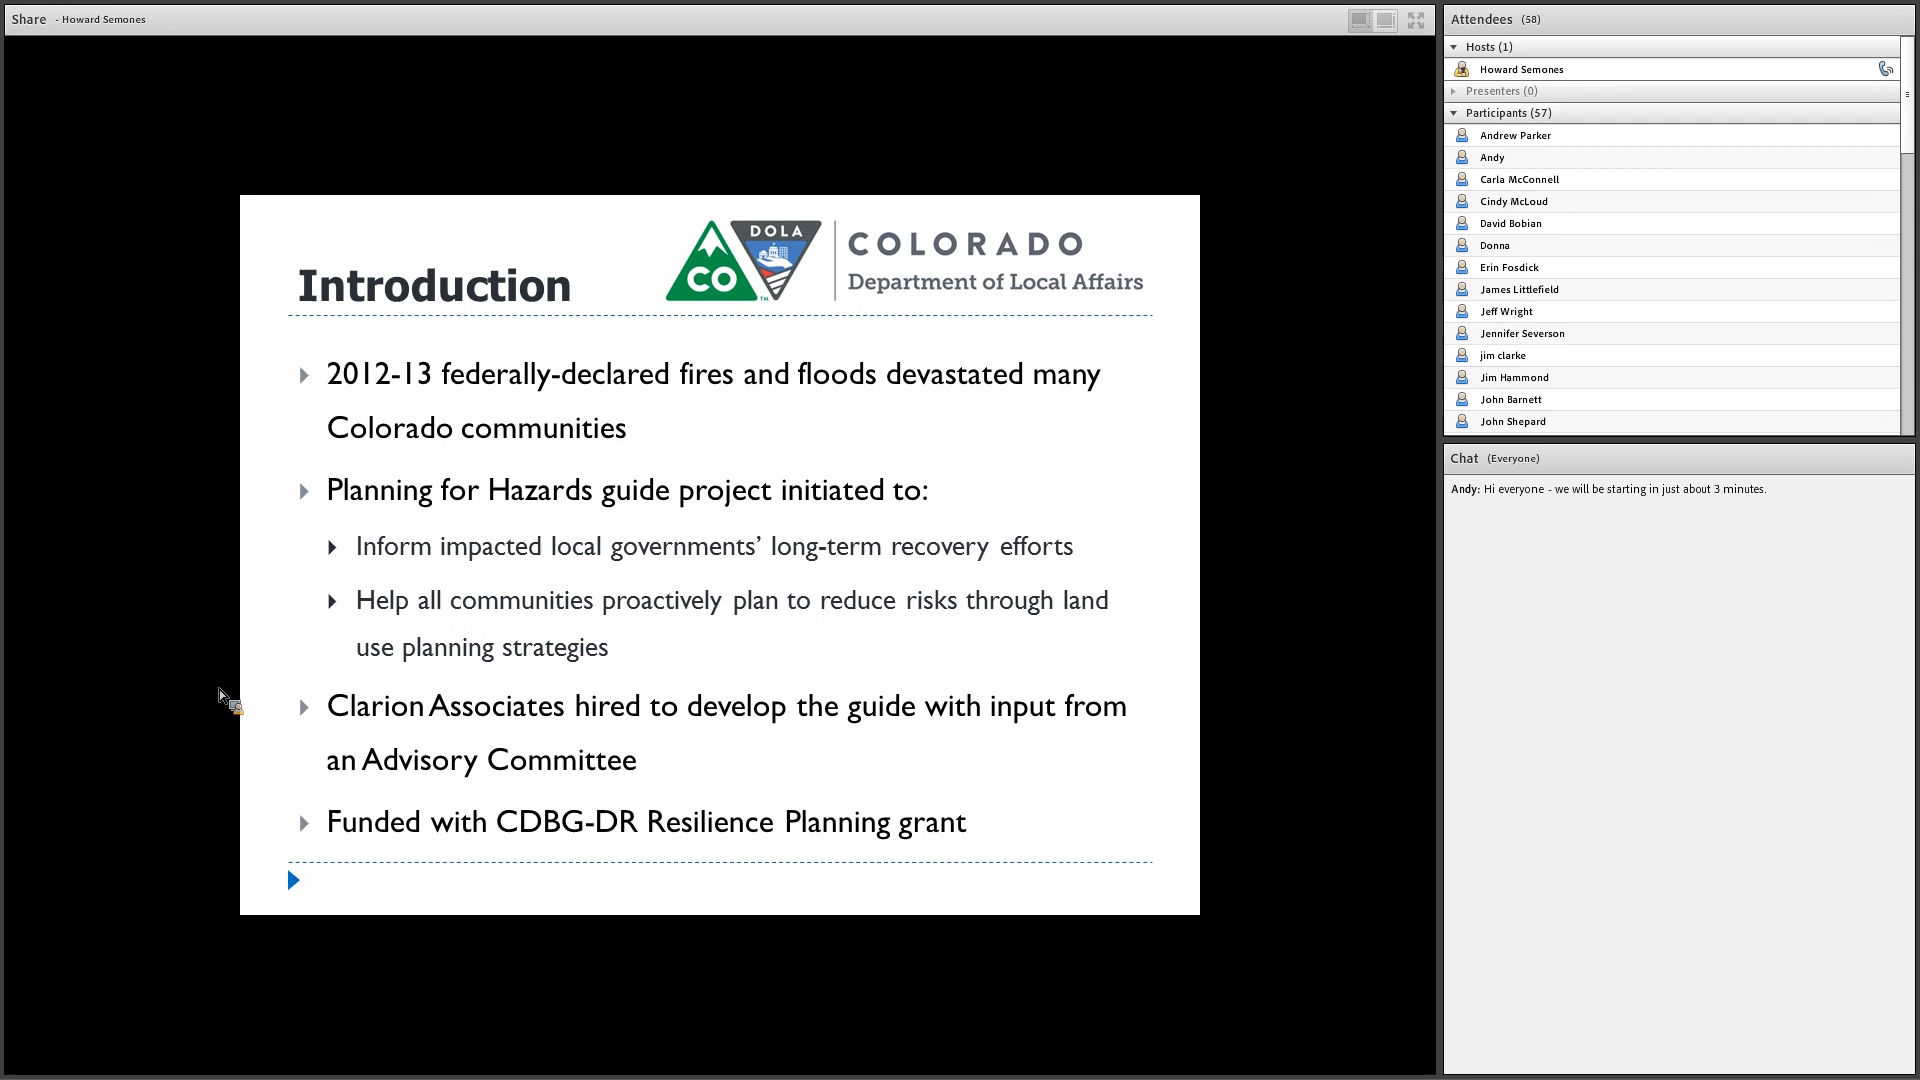 Share - Howard Semones
DOLA
CO
TM
COLORADO
Department of Local Affairs
Introduction
2012-13 federally-declared fires and floods devastated many
Colorado communities
Planning for Hazards guide project initiated to:
Inform impacted local governments’ long-term recovery efforts
Help all communities proactively plan to reduce risks through land
use planning strategies
Clarion Associates hired to develop the guide with input from
an Advisory Committee
Funded with CDBG-DR Resilience Planning grant
Attendees (58)
Hosts (1)
Howard Semones
Presenters (0)
Participants (57)
Andrew Parker
Andy
Carla McConnell
Cindy McLoud
David Bobian
Donna
Erin Fosdick
James Littlefield
Jeff Wright
Jennifer Severson
jim clarke
Jim Hammond
John Barnett
John Shepard
Chat (Everyone)
Andy: Hi everyone - we will be starting in just about 3 minutes.